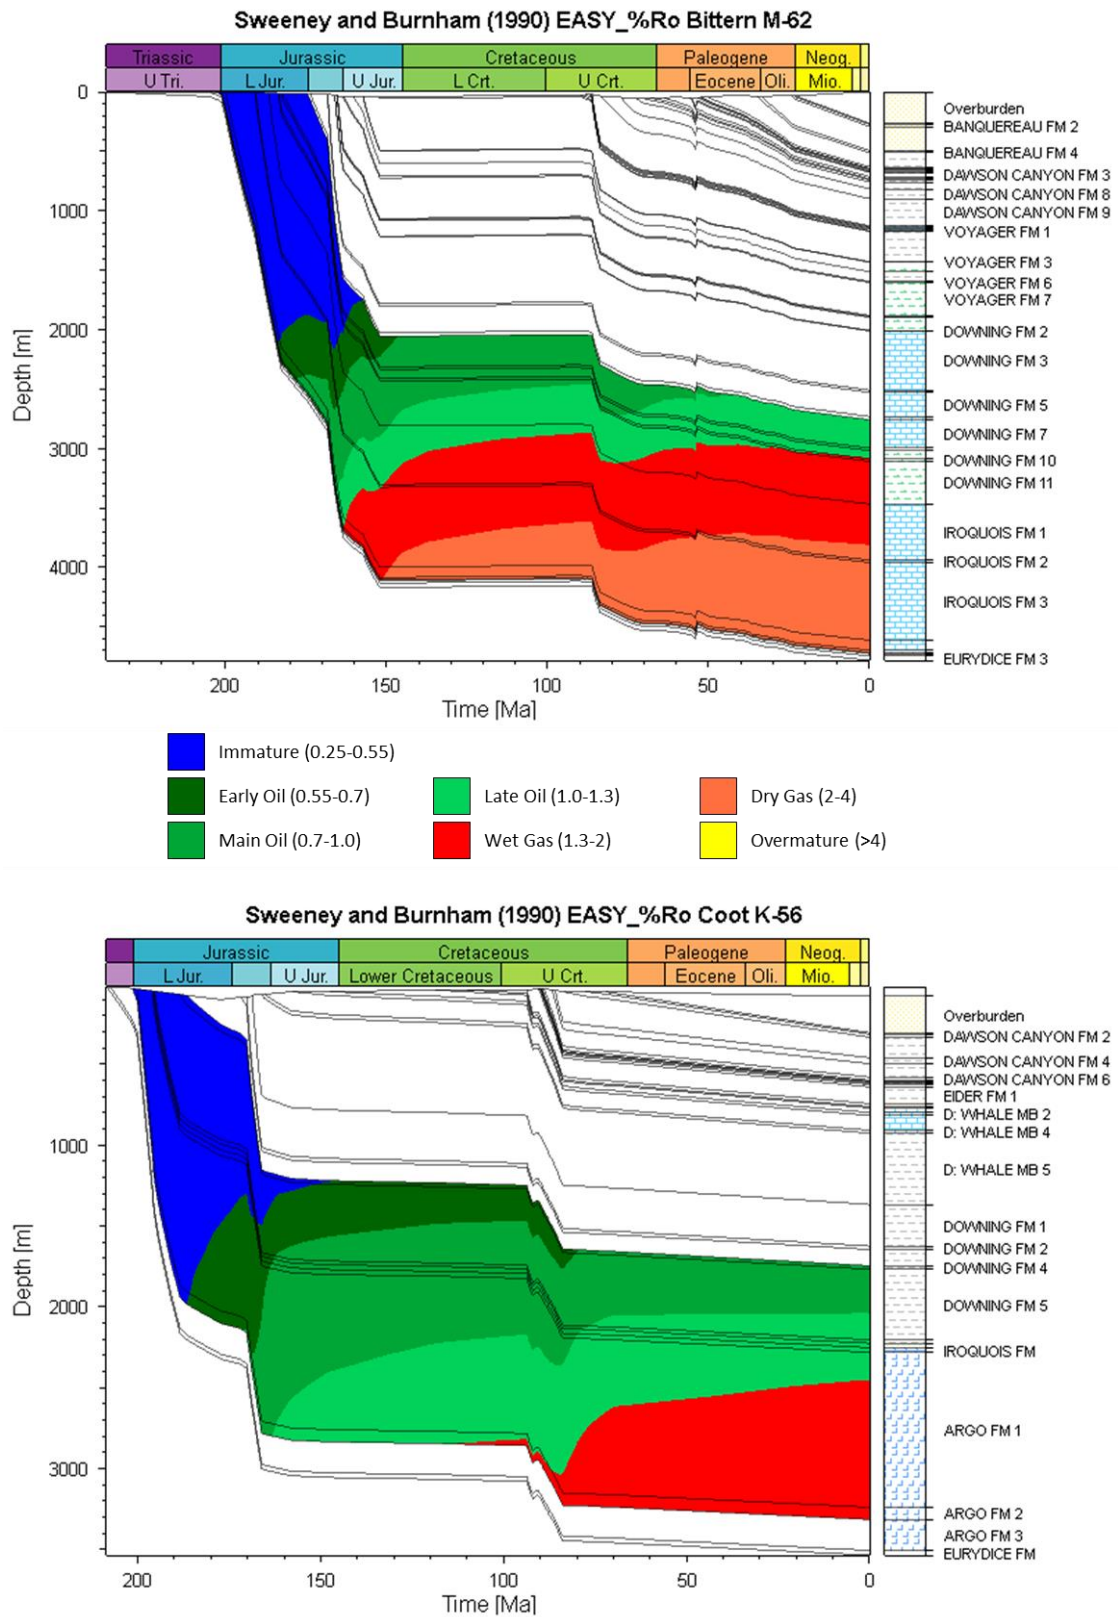 Sweeney and Burnham (1990) EASY_%Ro Bittern M-62
Triassic Jurassic Cretaceous Paleogene Neog.
U Tri. L Jur. U Jur. L Crt. U Crt. Eocene Oli. Mio.
0
1000
2000
3000
4000
Depth [m]
Overburden
BANQUEREAU FM 2
BANQUEREAU FM 4
DAWSON CANYON FM 3
DAWSON CANYON FM 8
DAWSON CANYON FM 9
VOYAGER FM 1
VOYAGER FM 3
VOYAGER FM 6
VOYAGER FM 7
DOWNING FM 2
DOWNING FM 3
DOWNING FM 5
DOWNING FM 7
DOWNING FM 10
DOWNING FM 11
IROQUOIS FM 1
IROQUOIS FM 2
IROQUOIS FM 3
EURYDICE FM 3
200 150 100 50 0
Time [Ma]
Immature (0.25-0.55)
Early Oil (0.55-0.7) Late Oil (1.0-1.3) Dry Gas (2-4)
Main Oil (0.7-1.0) Wet Gas (1.3-2) Overmature (>4)
Sweeney and Burnham (1990) EASY_%Ro Coot K-56
Jurassic Cretaceous Paleogene Neog.
L Jur. U Jur. Lower Cretaceous U Crt. Eocene Oli. Mio.
1000
2000
3000
Depth [m]
Overburden
DAWSON CANYON FM 2
DAWSON CANYON FM 4
DAWSON CANYON FM 6
EIDER FM 1
D: WHALE MB 2
D: WHALE MB 4
D: WHALE MB 5
DOWNING FM 1
DOWNING FM 2
DOWNING FM 4
DOWNING FM 5
IROQUOIS FM
ARGO FM 1
ARGO FM 2
ARGO FM 3
EURYDICE FM
200 150 100 50 0
Time [Ma]